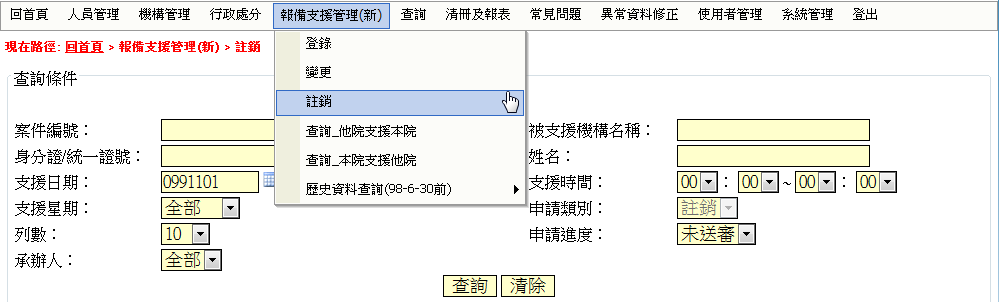 回首頁 人員管理 機構管理 行政處分 報備支援管理(新) 查詢 清冊及報表 常見問題 異常資料修正 使用者管理 系統管理 登出
現在路徑: 回首頁 > 報備支援管理(新) > 註銷
登錄
變更
註銷
查詢_他院支援本院
查詢_本院支援他院
歷史資料查詢(98-6-30前)
查詢條件
案件編號：
被支援機構名稱：
身分證/統一證號：
姓名：
支援日期： 0991101
支援時間： 00 ： 00 ~ 00 ： 00
支援星期： 全部
申請類別： 註銷
列數： 10
申請進度： 未送審
承辦人： 全部
查詢 清除